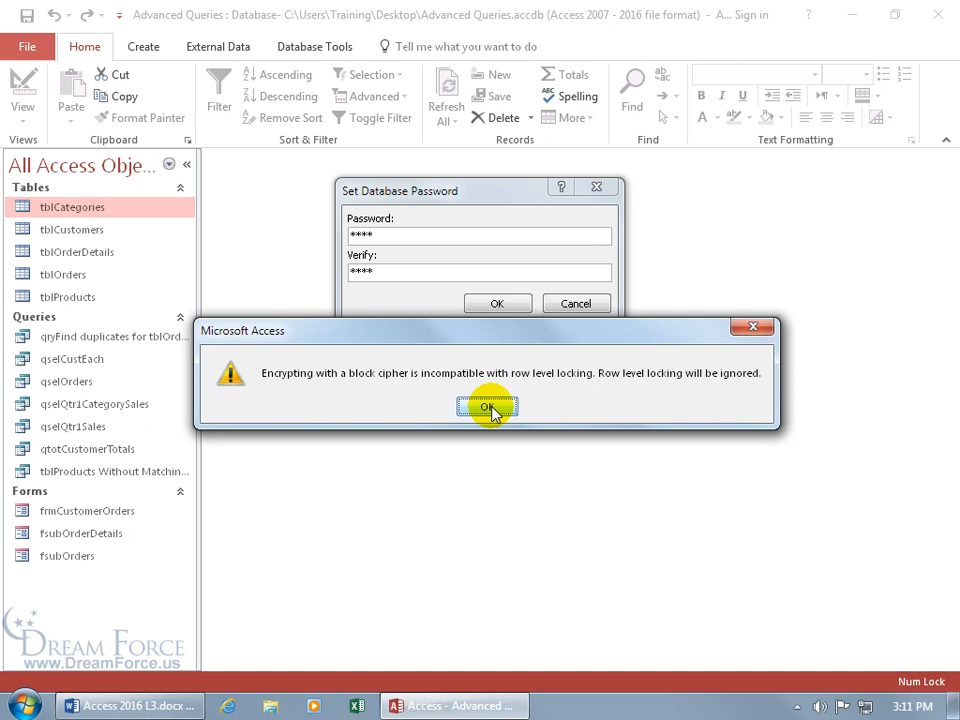 Advanced Queries : Database- C:\Users\Training\Desktop\Advanced Queries.accdb (Access 2007 - 2016 file format) - A... Sign in
File Home Create External Data Database Tools Tell me what you want to do
View
Views
Paste
Cut
Copy
Format Painter
Clipboard
Filter
Ascending
Descending
Remove Sort
Selection
Advanced
Toggle Filter
Sort & Filter
Refresh
All
New
Save
Delete
Totals
Spelling
More
Records
Find
Find
B I U
A
Text Formatting
All Access Obje...
Tables
tblCategories
tblCustomers
tblOrderDetails
tblOrders
tblProducts
Queries
qryFind duplicates for tblOrd...
qselCustEach
qselOrders
qselQtr1CategorySales
qselQtr1Sales
qtotCustomerTotals
tblProducts Without Matchin...
Forms
frmCustomerOrders
fsubOrderDetails
fsubOrders
Set Database Password
Password:
****
Verify:
****
OK Cancel
Microsoft Access
Encrypting with a block cipher is incompatible with row level locking. Row level locking will be ignored.
OK
DREAM FORCE
www.DreamForce.us
Num Lock
Access 2016 L3.docx ...
Access - Advanced ...
3:11 PM